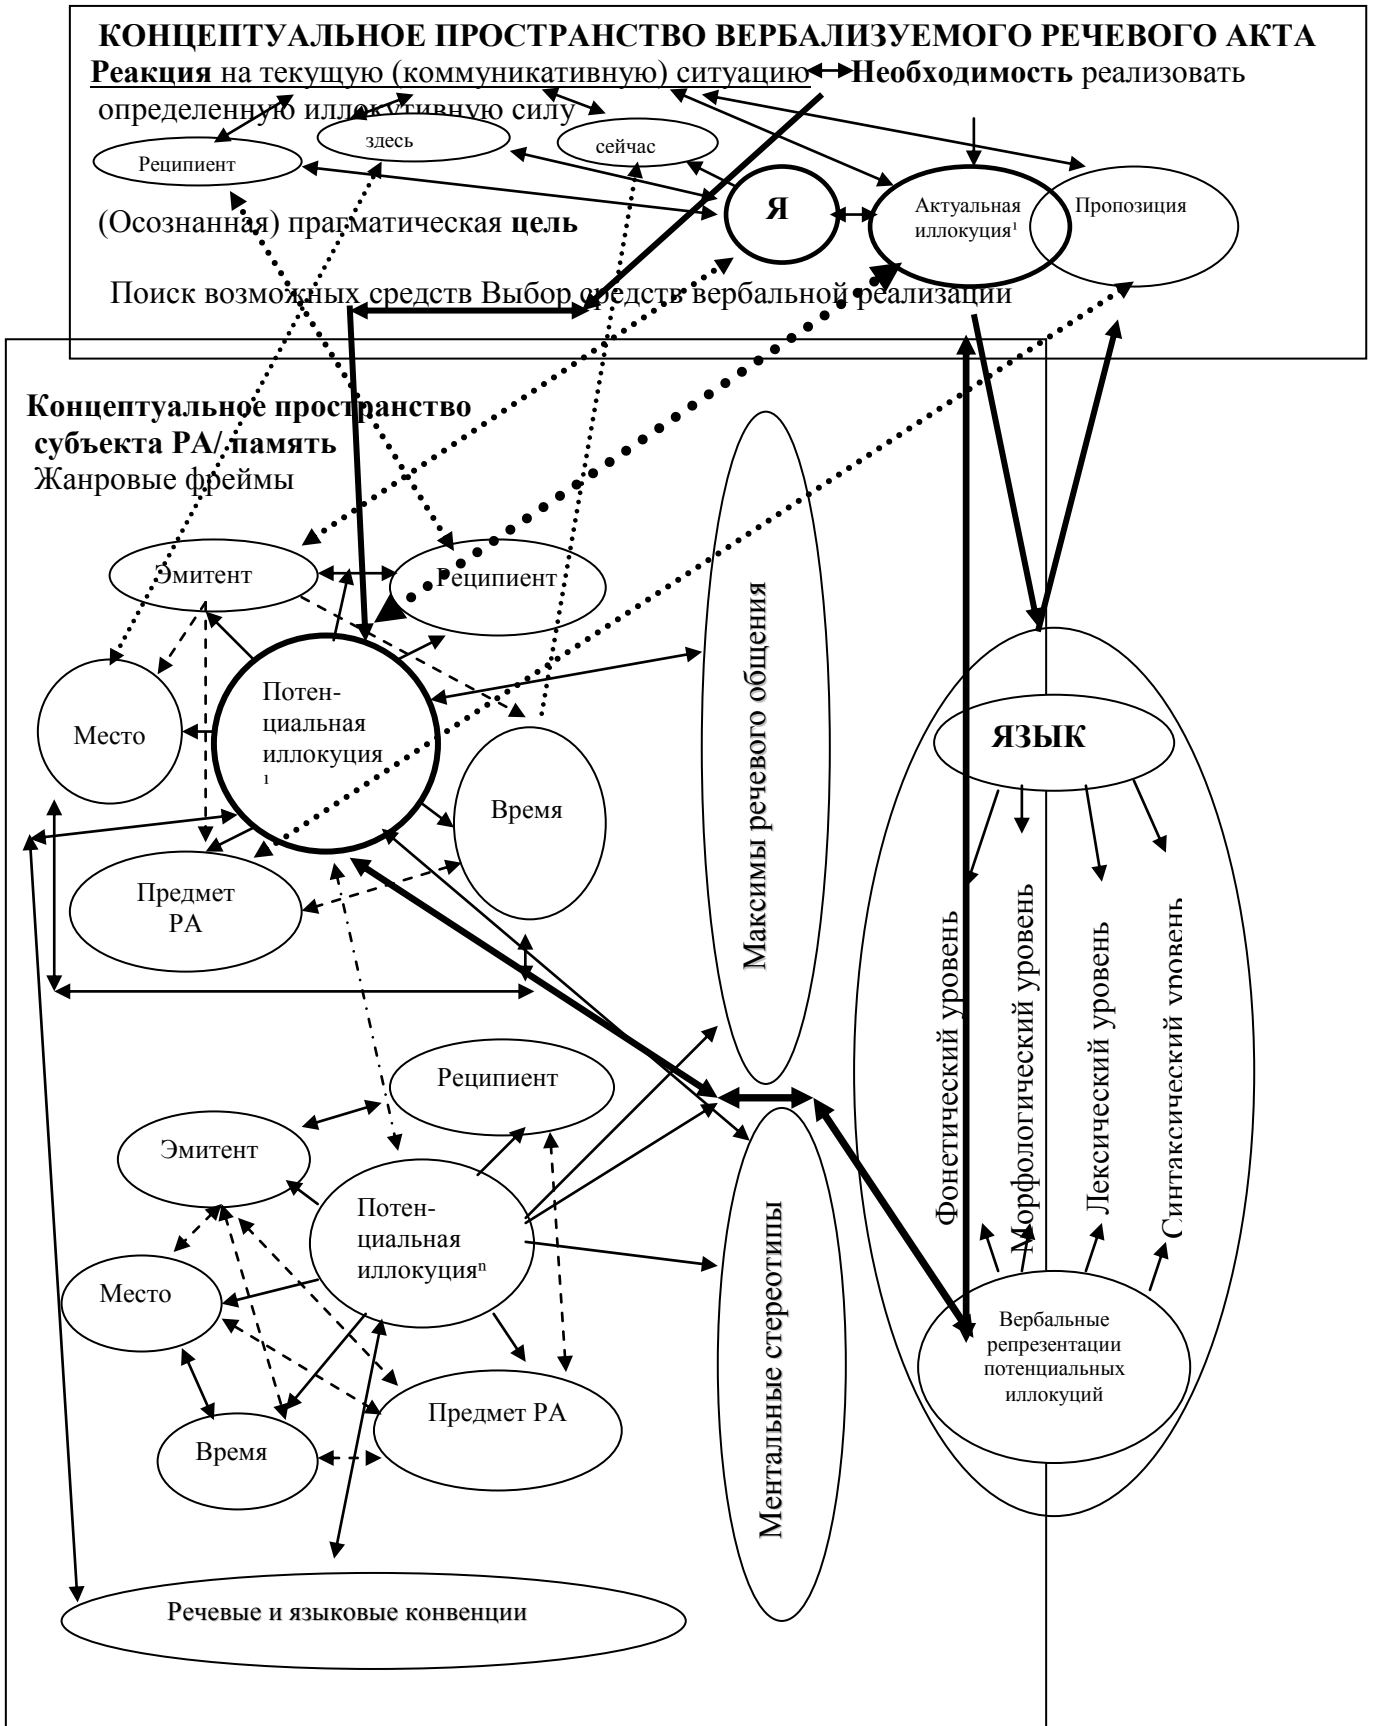 КОНЦЕПТУАЛЬНОЕ ПРОСТРАНСТВО ВЕРБАЛИЗУЕМОГО РЕЧЕВОГО АКТА
Реакция на текущую (коммуникативную) ситуацию Необходимость реализовать
определенную иллокутивную силу
Реципиент
здесь
сейчас
Я
Актуальная
иллокуция¹
Пропозиция
(Осознанная) прагматическая цель
Поиск возможных средств Выбор средств вербальной реализации
Концептуальное пространство
субъекта РА/ память
Жанровые фреймы
Эмитент
Реципиент
Место
Потен-
циальная
иллокуция
¹
Время
Предмет
РА
Максимы речевого общения
ЯЗЫК
Фонетический уровень
Морфологический уровень
Лексический уровень
Синтаксический уровень
Реципиент
Эмитент
Потен-
циальная
иллокуцияⁿ
Место
Время
Предмет РА
Ментальные стереотипы
Вербальные
репрезентации
потенциальных
иллокуций
Речевые и языковые конвенции